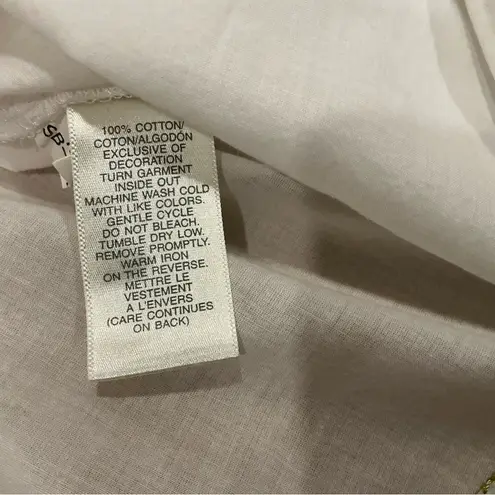 100% COTTON/
COTON/ALGODÓN
EXCLUSIVE OF
DECORATION
TURN GARMENT
INSIDE OUT
MACHINE WASH COLD
WITH LIKE COLORS.
GENTLE CYCLE
DO NOT BLEACH.
TUMBLE DRY LOW.
REMOVE PROMPTLY.
WARM IRON
ON THE REVERSE.
METTRE LE
VESTEMENT
A L'ENVERS
(CARE CONTINUES
ON BACK)